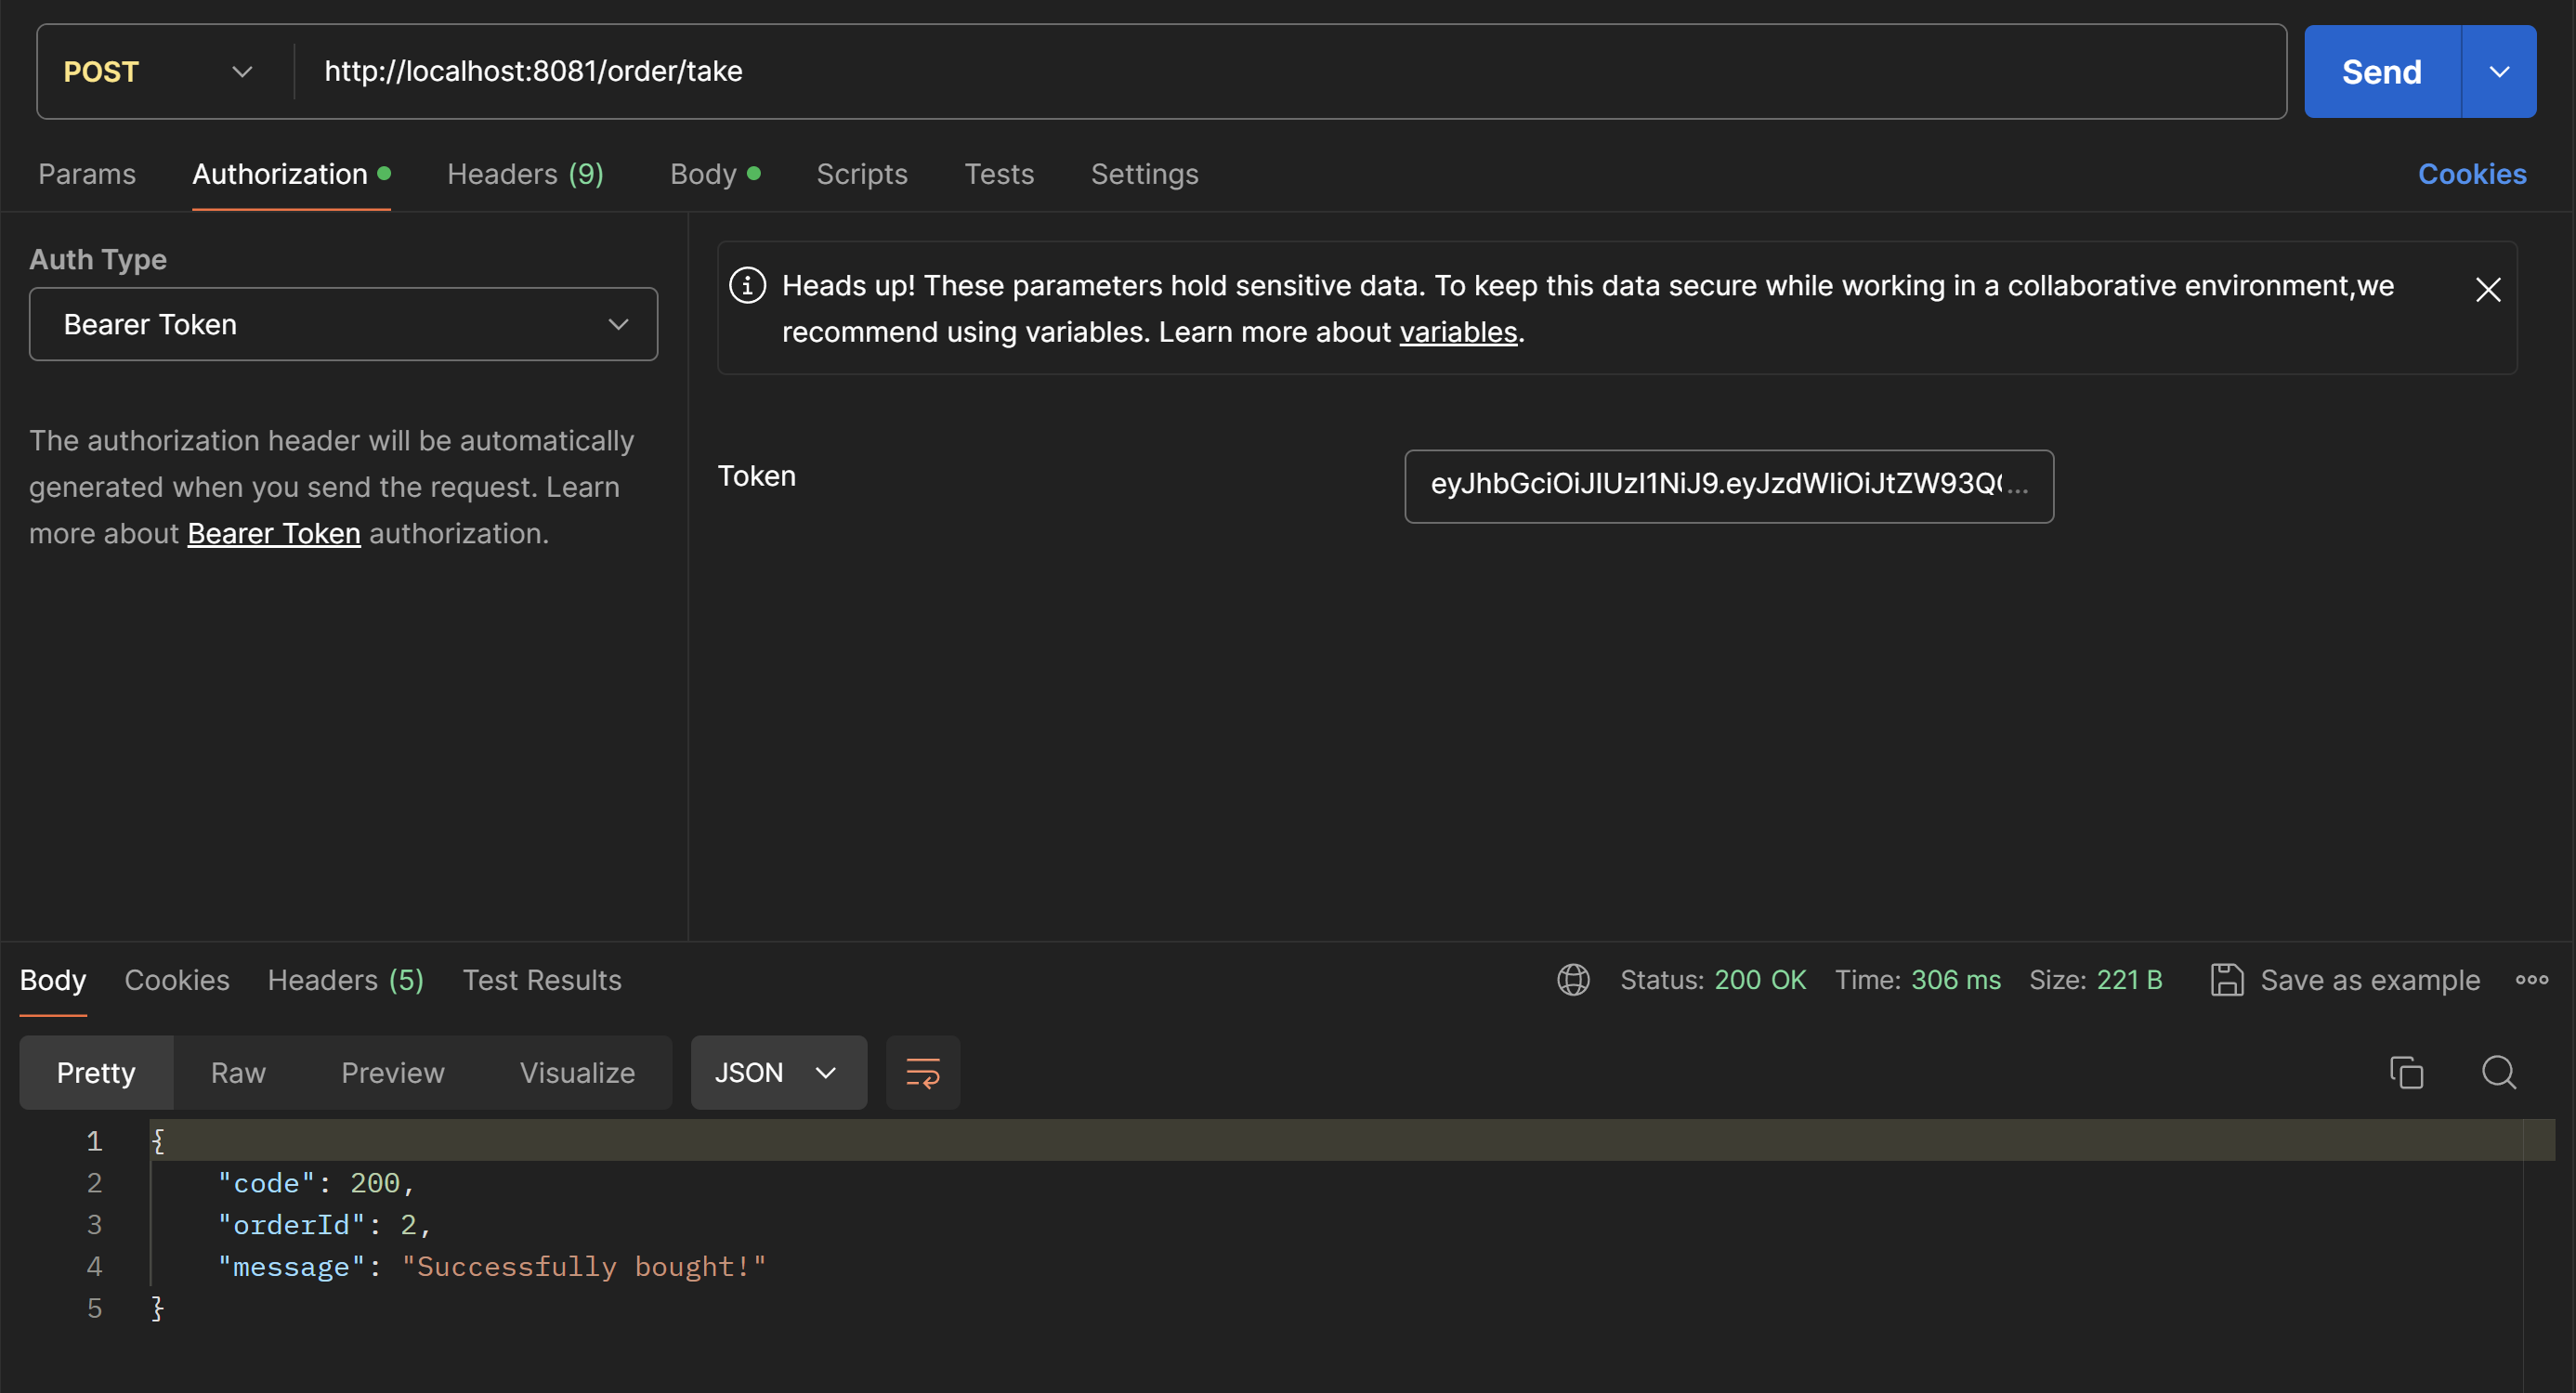 POST http://localhost:8081/order/take Send
Params Authorization Headers (9) Body Scripts Tests Settings Cookies
Auth Type
Bearer Token
The authorization header will be automatically
generated when you send the request. Learn
more about Bearer Token authorization.
Heads up! These parameters hold sensitive data. To keep this data secure while working in a collaborative environment,we
recommend using variables. Learn more about variables.
Token eyJhbGciOiJIUzI1NiJ9.eyJzdWIiOiJtZW93Q...
Body Cookies Headers (5) Test Results Status: 200 OK Time: 306 ms Size: 221 B Save as example
Pretty Raw Preview Visualize JSON
1 {
2 "code": 200,
3 "orderId": 2,
4 "message": "Successfully bought!"
5 }